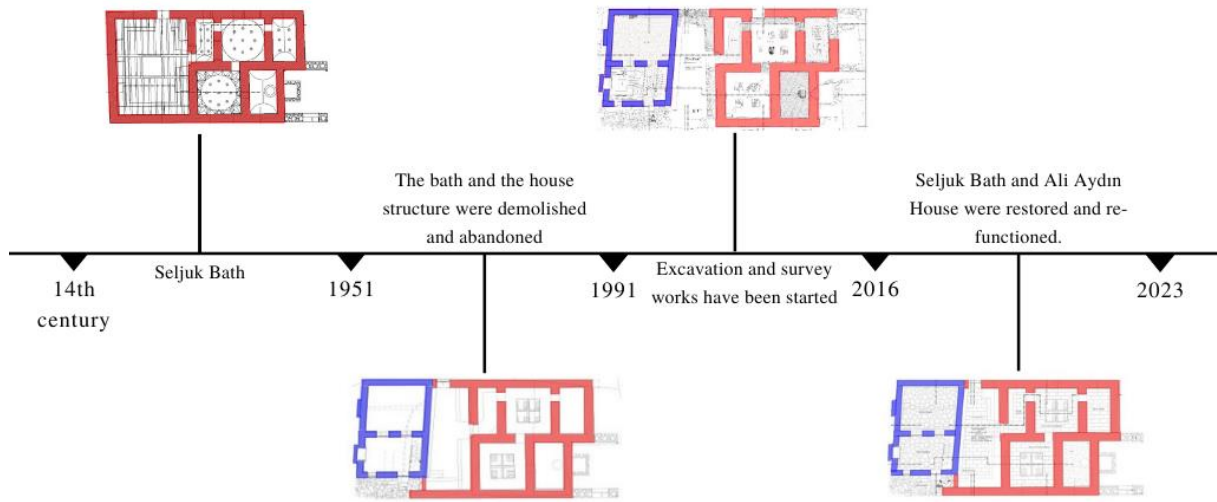 The bath and the house
structure were demolished
and abandoned
Seljuk Bath and Ali Aydın
House were restored and re-
functioned.
Seljuk Bath
Excavation and survey
works have been started
14th
century
1951
1991
2016
2023